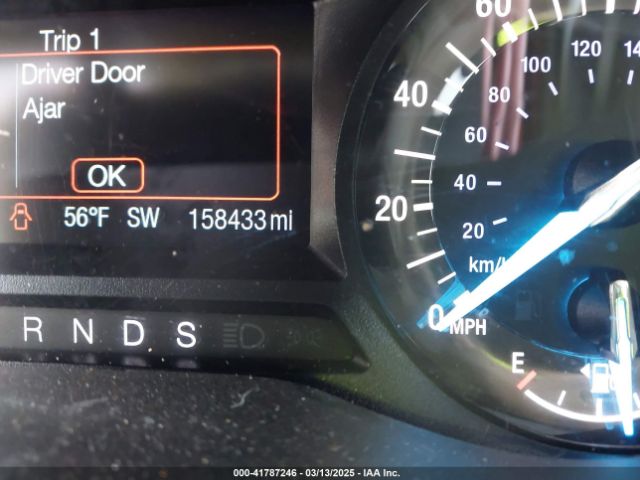 Trip 1
Driver Door
Ajar
OK
56°F SW 158433 mi
R N D S
0 20 40 60
20 40 60 80 100 120
km/
MPH
E
000-41787246 | 03/13/2025 | IAA Inc.